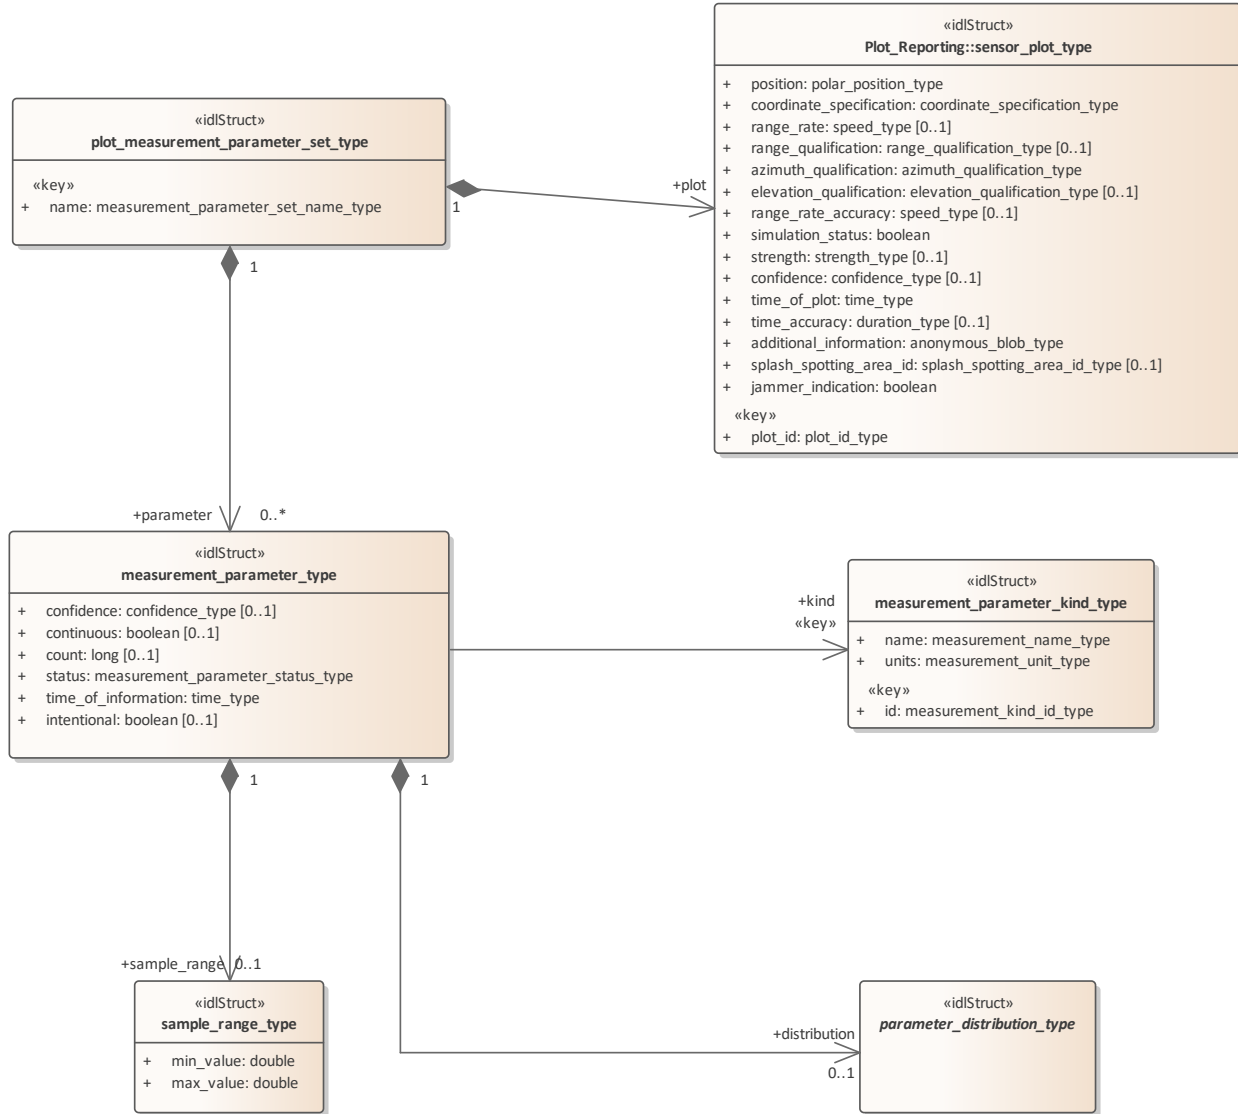 «idlStruct»
Plot_Reporting::sensor_plot_type
+ position: polar_position_type
+ coordinate_specification: coordinate_specification_type
+ range_rate: speed_type [0..1]
+ range_qualification: range_qualification_type [0..1]
+ azimuth_qualification: azimuth_qualification_type
+ elevation_qualification: elevation_qualification_type [0..1]
+ range_rate_accuracy: speed_type [0..1]
+ simulation_status: boolean
+ strength: strength_type [0..1]
+ confidence: confidence_type [0..1]
+ time_of_plot: time_type
+ time_accuracy: duration_type [0..1]
+ additional_information: anonymous_blob_type
+ splash_spotting_area_id: splash_spotting_area_id_type [0..1]
+ jammer_indication: boolean
«key»
+ plot_id: plot_id_type
«idlStruct»
plot_measurement_parameter_set_type
«key»
+ name: measurement_parameter_set_name_type
+plot
1
1
+parameter 0..*
«idlStruct»
measurement_parameter_type
+ confidence: confidence_type [0..1]
+ continuous: boolean [0..1]
+ count: long [0..1]
+ status: measurement_parameter_status_type
+ time_of_information: time_type
+ intentional: boolean [0..1]
+kind
«key»
«idlStruct»
measurement_parameter_kind_type
+ name: measurement_name_type
+ units: measurement_unit_type
«key»
+ id: measurement_kind_id_type
1
1
+sample_range 0..1
«idlStruct»
sample_range_type
+ min_value: double
+ max_value: double
+distribution
0..1
«idlStruct»
parameter_distribution_type